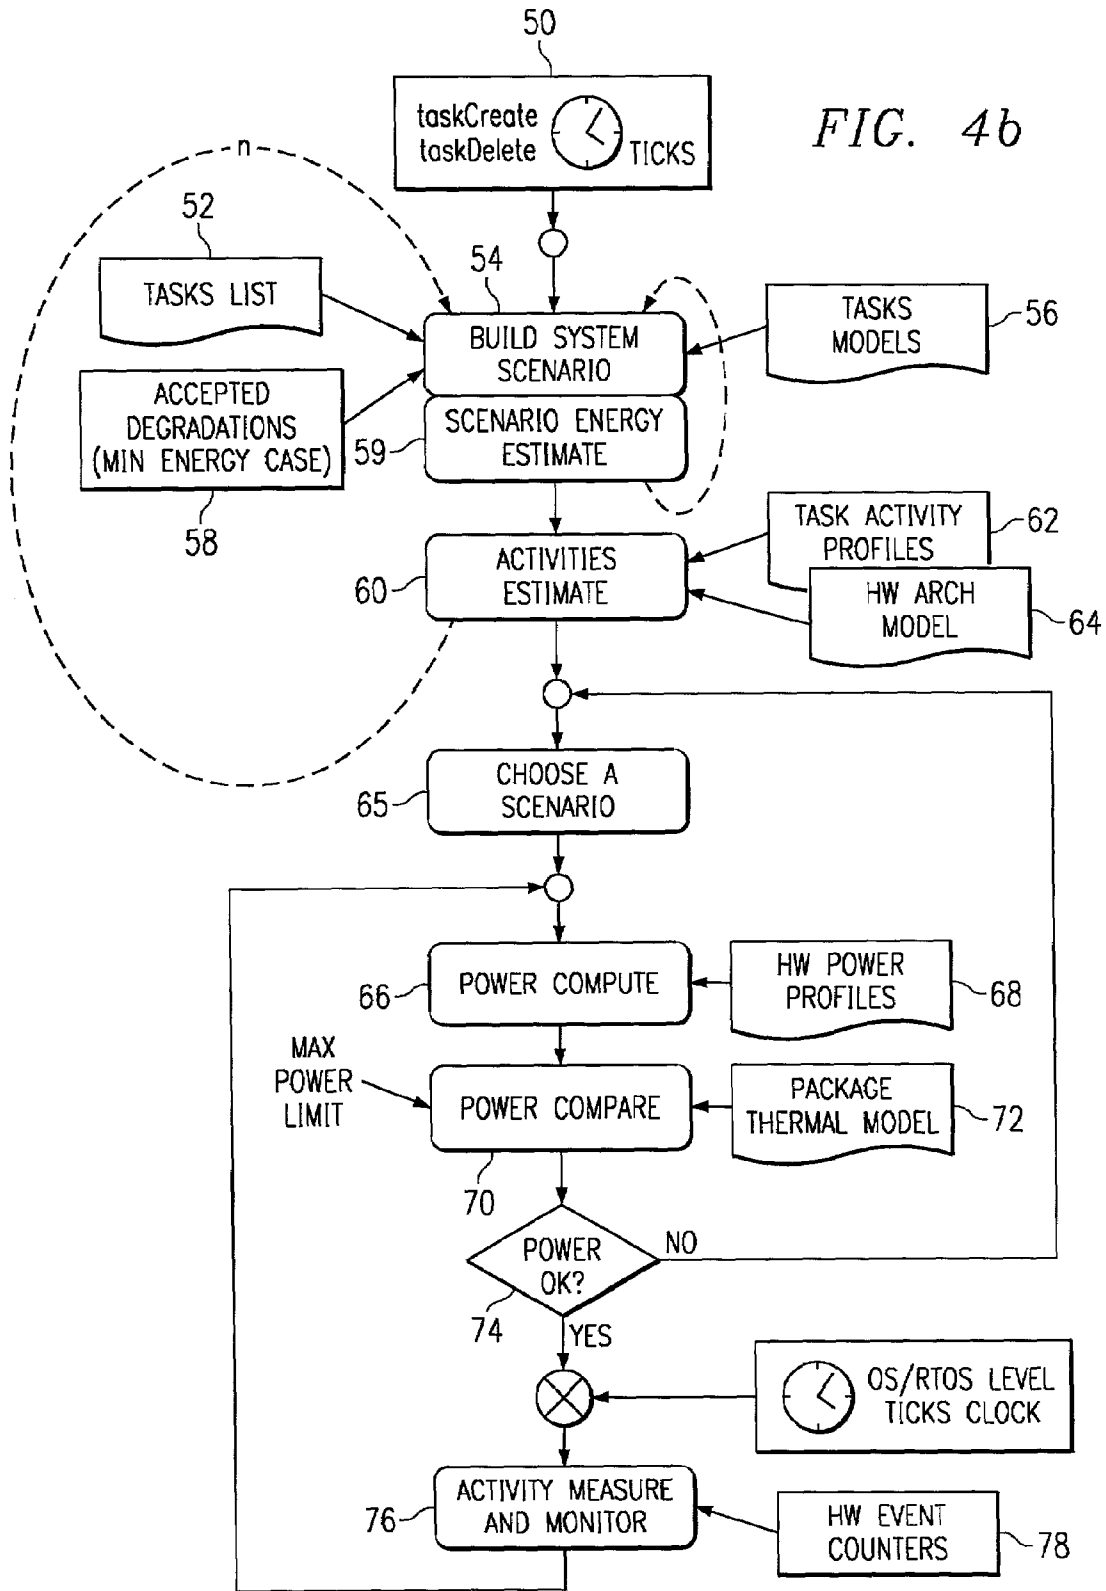 50
FIG. 4b
taskCreate
taskDelete
TICKS
n
52
TASKS LIST
54
BUILD SYSTEM
SCENARIO
TASKS
MODELS
56
ACCEPTED
DEGRADATIONS
(MIN ENERGY CASE)
58
59
SCENARIO ENERGY
ESTIMATE
60
ACTIVITIES
ESTIMATE
TASK ACTIVITY
PROFILES
62
HW ARCH
MODEL
64
65
CHOOSE A
SCENARIO
66
POWER COMPUTE
HW POWER
PROFILES
68
MAX
POWER
LIMIT
POWER COMPARE
70
PACKAGE
THERMAL MODEL
72
POWER
OK?
74
NO
YES
OS/RTOS LEVEL
TICKS CLOCK
76
ACTIVITY MEASURE
AND MONITOR
HW EVENT
COUNTERS
78